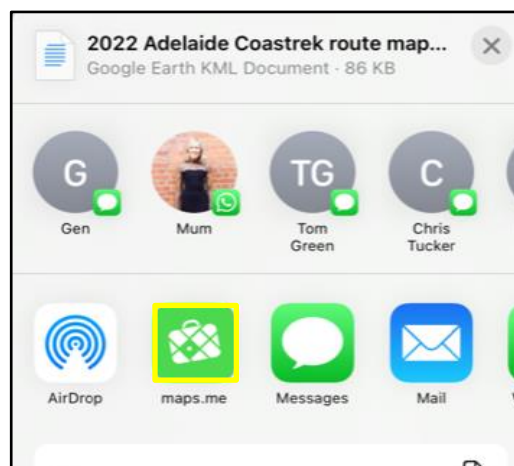 2022 Adelaide Coastrek route map...
Google Earth KML Document · 86 KB
G
TG
C
Gen
Mum
Tom
Green
Chris
Tucker
AirDrop
maps.me
Messages
Mail